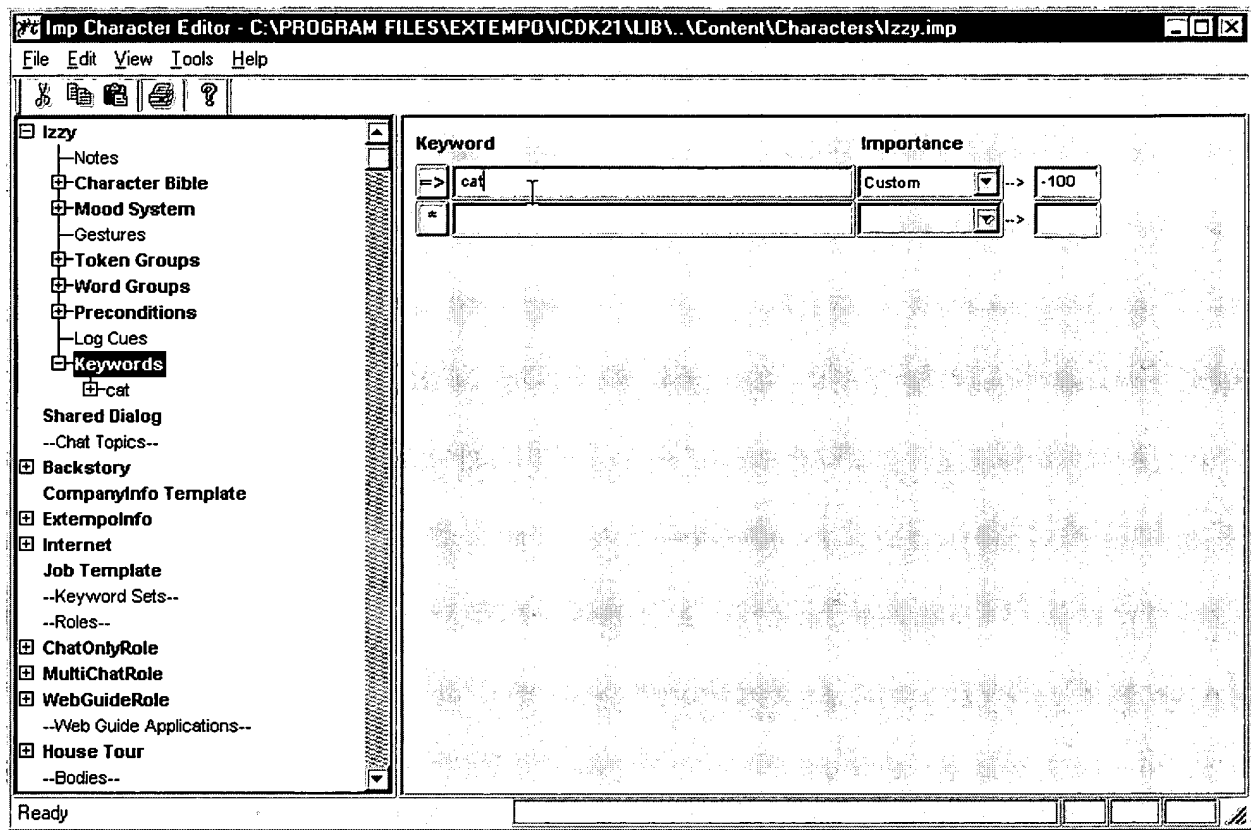 Imp Character Editor - C:\PROGRAM FILES\EXTEMPO\ICDK21\LIB\..\Content\Characters\Izzy.imp
File Edit View Tools Help
Izzy
Notes
Character Bible
Mood System
Gestures
Token Groups
Word Groups
Preconditions
Log Cues
Keywords
cat
Shared Dialog
--Chat Topics--
Backstory
CompanyInfo Template
ExtempoInfo
Internet
Job Template
--Keyword Sets--
--Roles--
ChatOnlyRole
MultiChatRole
WebGuideRole
--Web Guide Applications--
House Tour
--Bodies--
Keyword Importance
=> cat Custom --> -100
* -->
Ready